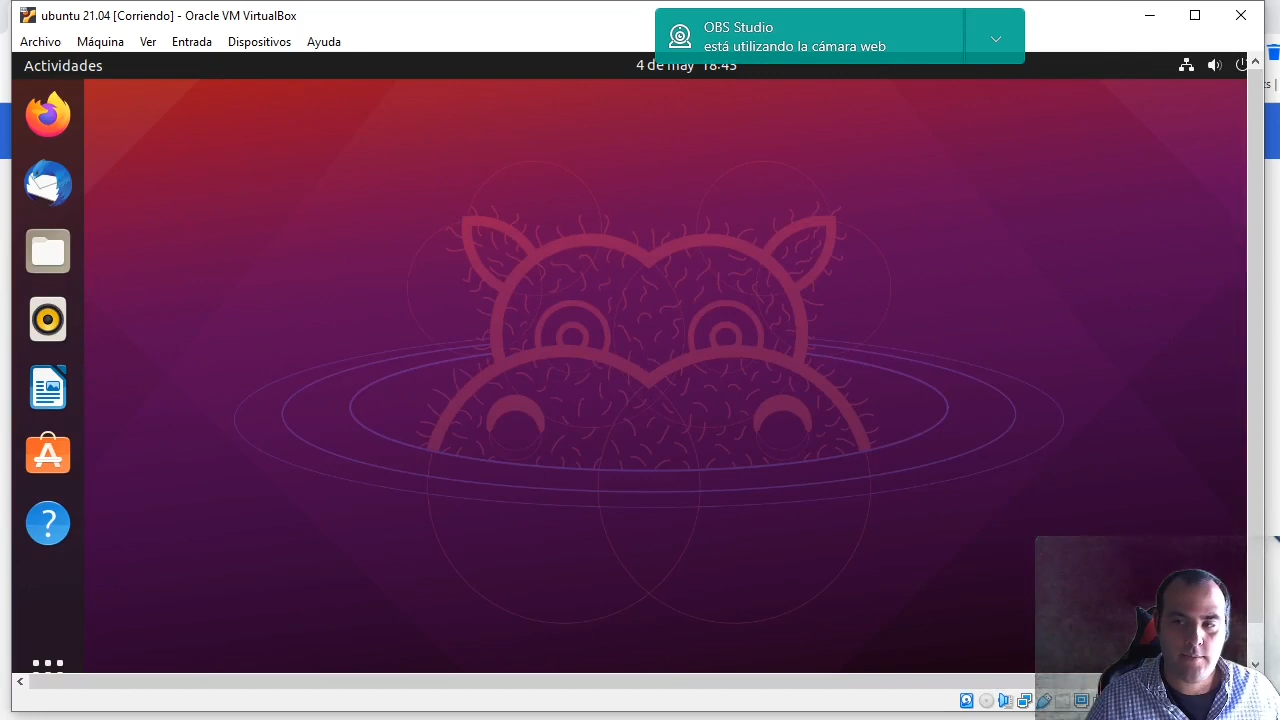 ubuntu 21.04 [Corriendo] - Oracle VM VirtualBox
OBS Studio
está utilizando la cámara web
Archivo Máquina Ver Entrada Dispositivos Ayuda
Actividades
4 de may 18:45
?